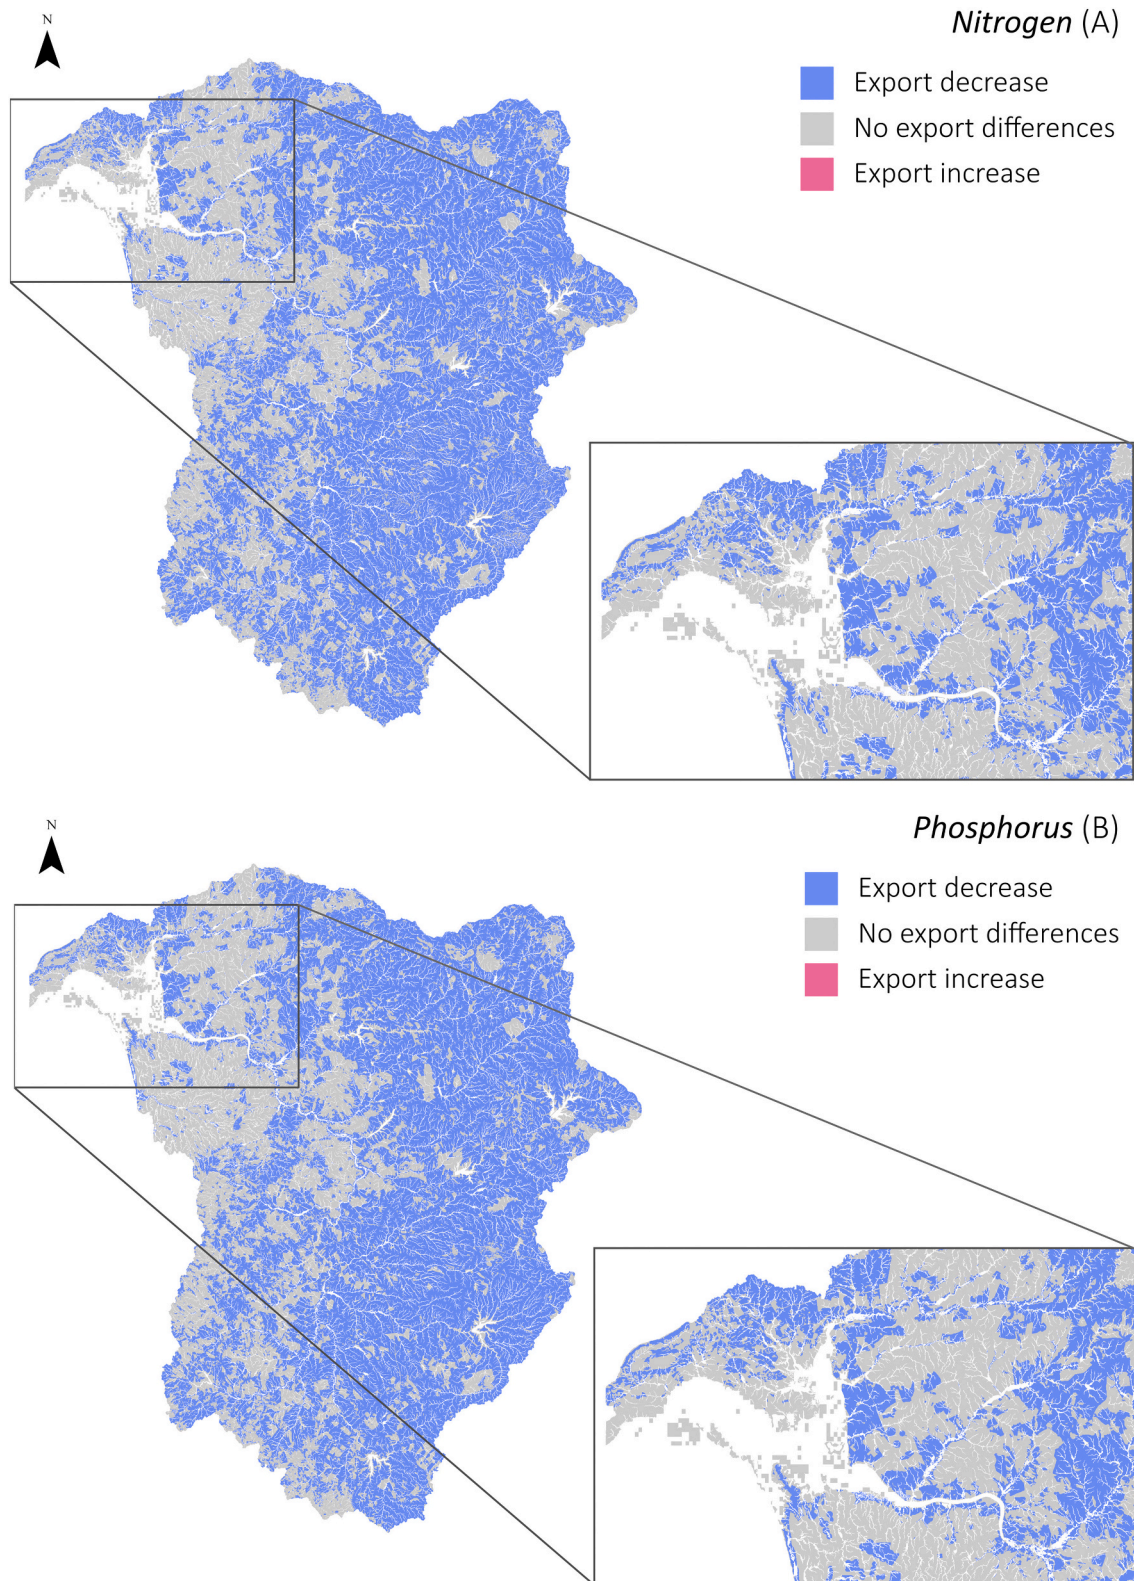 N
Nitrogen (A)
Export decrease
No export differences
Export increase
N
Phosphorus (B)
Export decrease
No export differences
Export increase